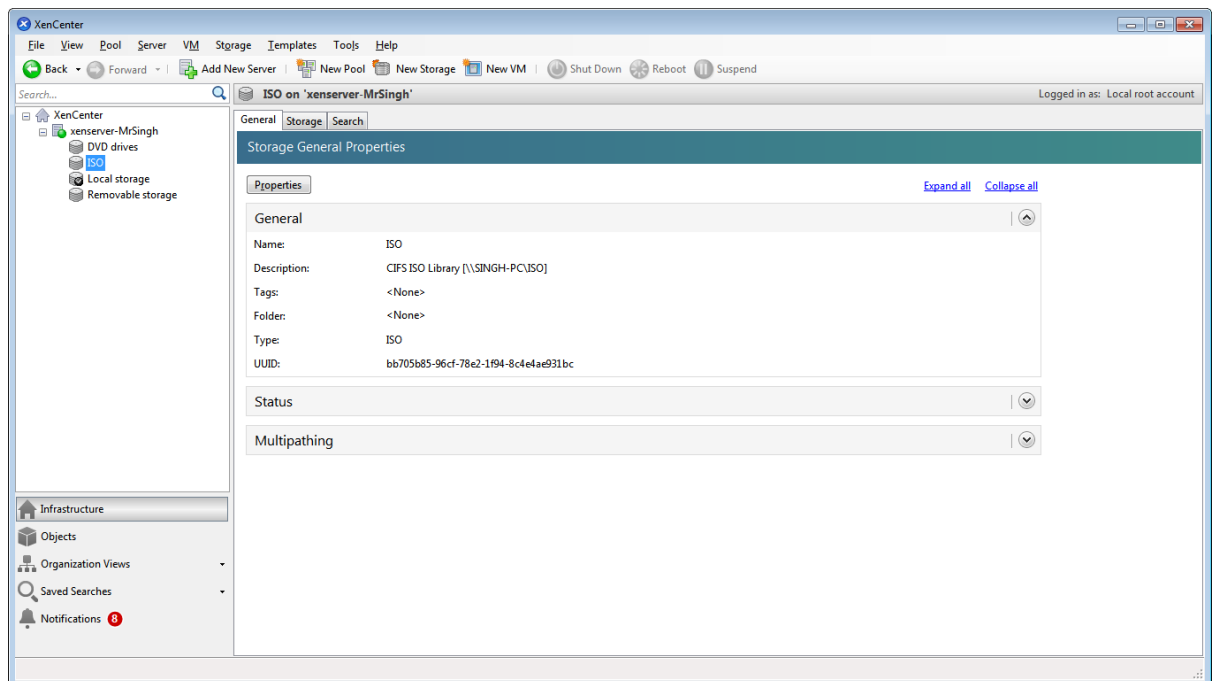 XenCenter
File View Pool Server VM Storage Templates Tools Help
Back Forward Add New Server New Pool New Storage New VM Shut Down Reboot Suspend
Search...
ISO on 'xenserver-MrSingh' Logged in as: Local root account
XenCenter
xenserver-MrSingh
DVD drives
ISO
Local storage
Removable storage
General Storage Search
Storage General Properties
Properties Expand all Collapse all
General
Name: ISO
Description: CIFS ISO Library [\\SINGH-PC\ISO]
Tags: <None>
Folder: <None>
Type: ISO
UUID: bb705b85-96cf-78e2-1f94-8c4e4ae931bc
Status
Multipathing
Infrastructure
Objects
Organization Views
Saved Searches
Notifications 8